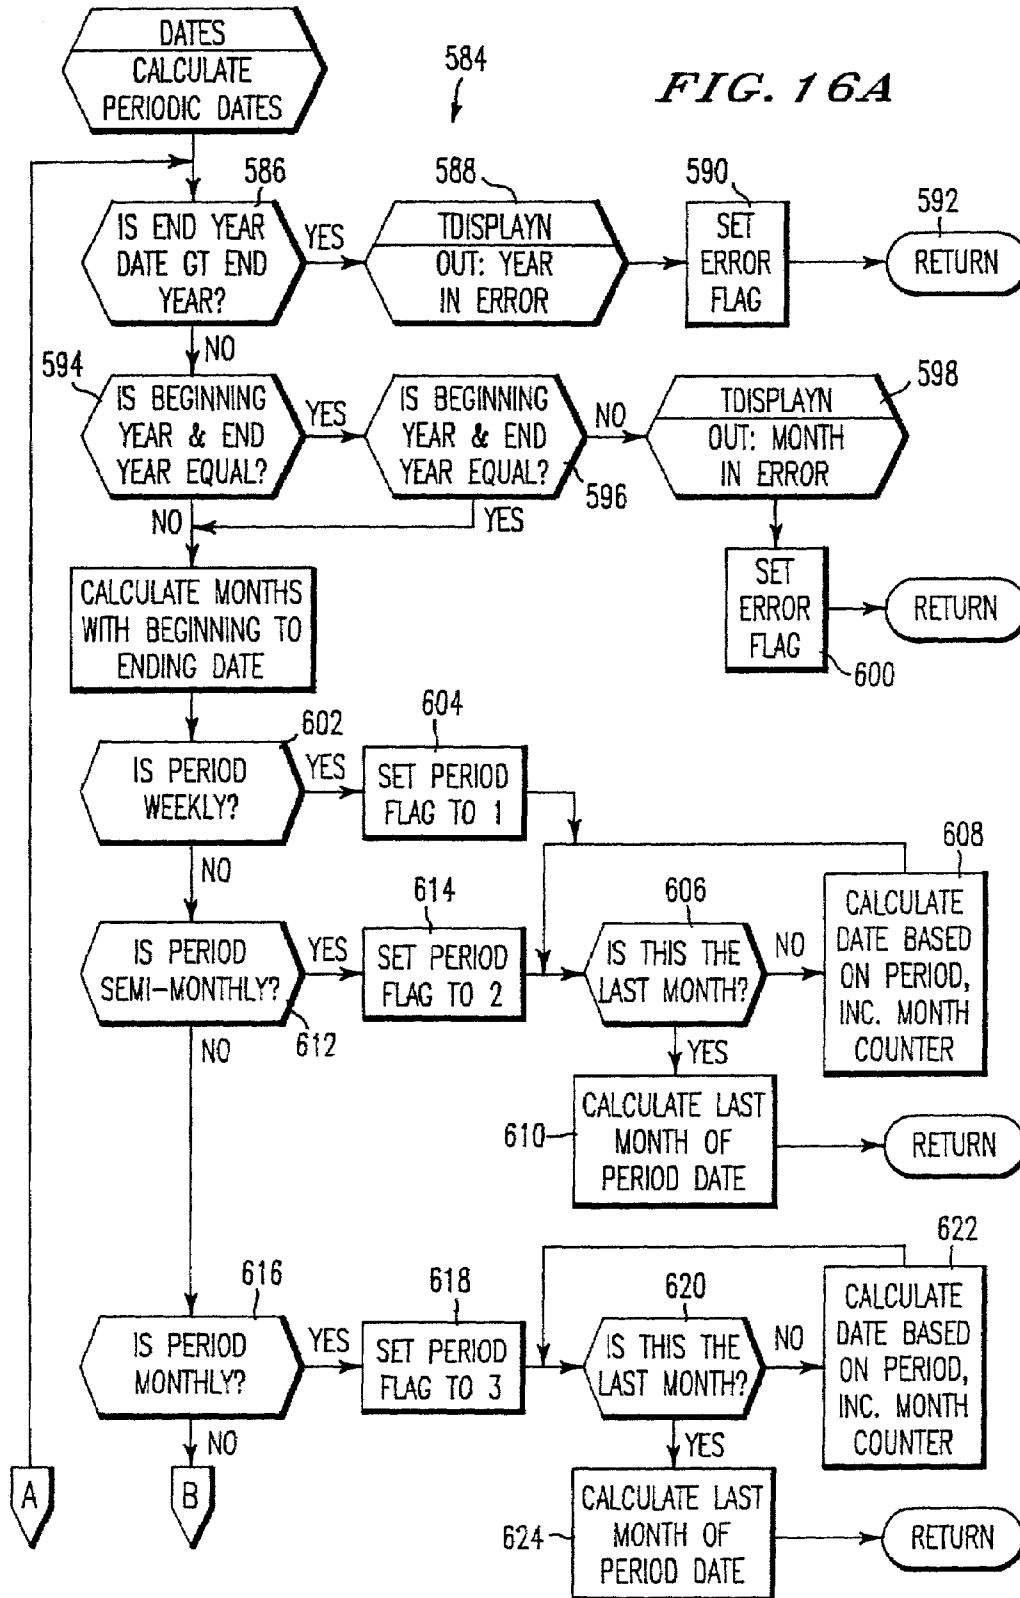 DATES
CALCULATE
PERIODIC DATES
584
FIG. 16A
586
IS END YEAR
DATE GT END
YEAR?
YES
588
TDISPLAYN
OUT: YEAR
IN ERROR
590
SET
ERROR
FLAG
592
RETURN
NO
594
IS BEGINNING
YEAR & END
YEAR EQUAL?
YES
IS BEGINNING
YEAR & END
YEAR EQUAL?
596
NO
598
TDISPLAYN
OUT: MONTH
IN ERROR
NO
YES
SET
ERROR
FLAG
600
RETURN
CALCULATE MONTHS
WITH BEGINNING TO
ENDING DATE
602
IS PERIOD
WEEKLY?
YES
604
SET PERIOD
FLAG TO 1
NO
IS PERIOD
SEMI-MONTHLY?
612
YES
614
SET PERIOD
FLAG TO 2
606
IS THIS THE
LAST MONTH?
NO
608
CALCULATE
DATE BASED
ON PERIOD,
INC. MONTH
COUNTER
NO
YES
610
CALCULATE LAST
MONTH OF
PERIOD DATE
RETURN
616
IS PERIOD
MONTHLY?
YES
618
SET PERIOD
FLAG TO 3
620
IS THIS THE
LAST MONTH?
NO
622
CALCULATE
DATE BASED
ON PERIOD,
INC. MONTH
COUNTER
NO
YES
A
B
624
CALCULATE LAST
MONTH OF
PERIOD DATE
RETURN